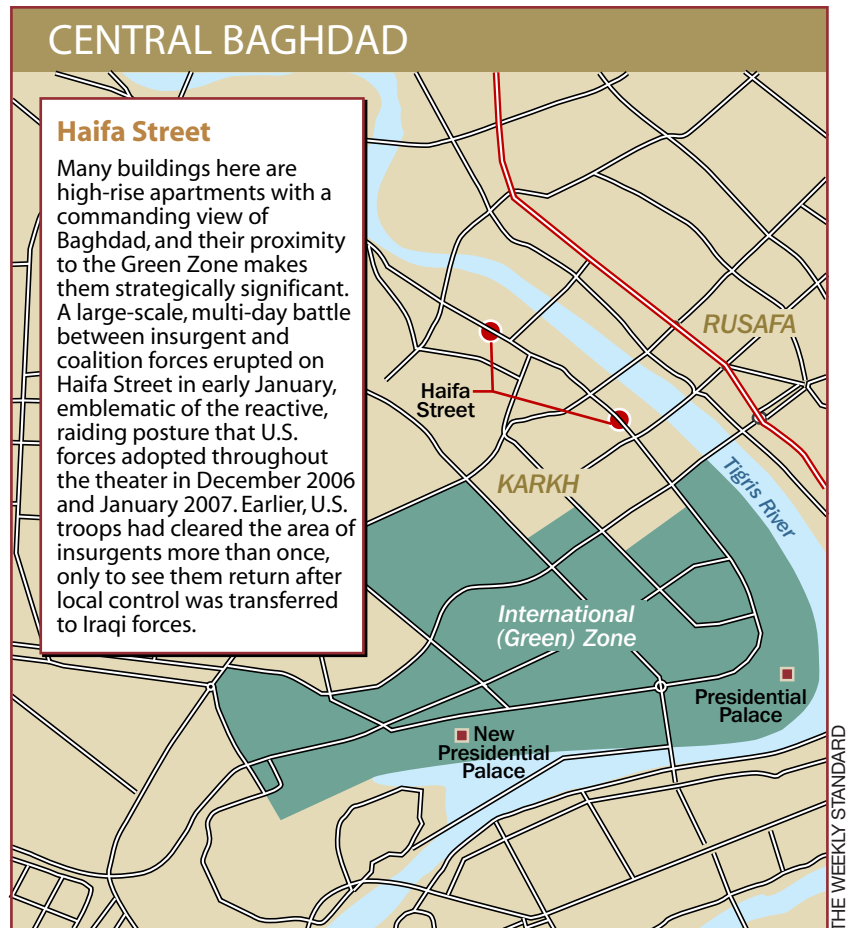 CENTRAL BAGHDAD
Haifa Street
Many buildings here are
high-rise apartments with a
commanding view of
Baghdad, and their proximity
to the Green Zone makes
them strategically significant.
A large-scale, multi-day battle
between insurgent and
coalition forces erupted on
Haifa Street in early January,
emblematic of the reactive,
raiding posture that U.S.
forces adopted throughout
the theater in December 2006
and January 2007. Earlier, U.S.
troops had cleared the area of
insurgents more than once,
only to see them return after
local control was transferred
to Iraqi forces.
RUSAFA
Haifa
Street
KARKH
Tigris River
International
(Green) Zone
Presidential
Palace
New
Presidential
Palace
THE WEEKLY STANDARD